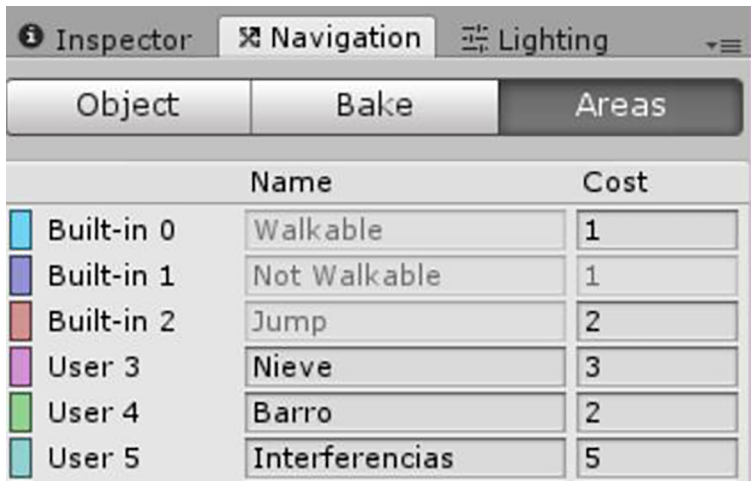 Inspector Navigation Lighting
Object Bake Areas
Name Cost
Built-in 0 Walkable 1
Built-in 1 Not Walkable 1
Built-in 2 Jump 2
User 3 Nieve 3
User 4 Barro 2
User 5 Interferencias 5